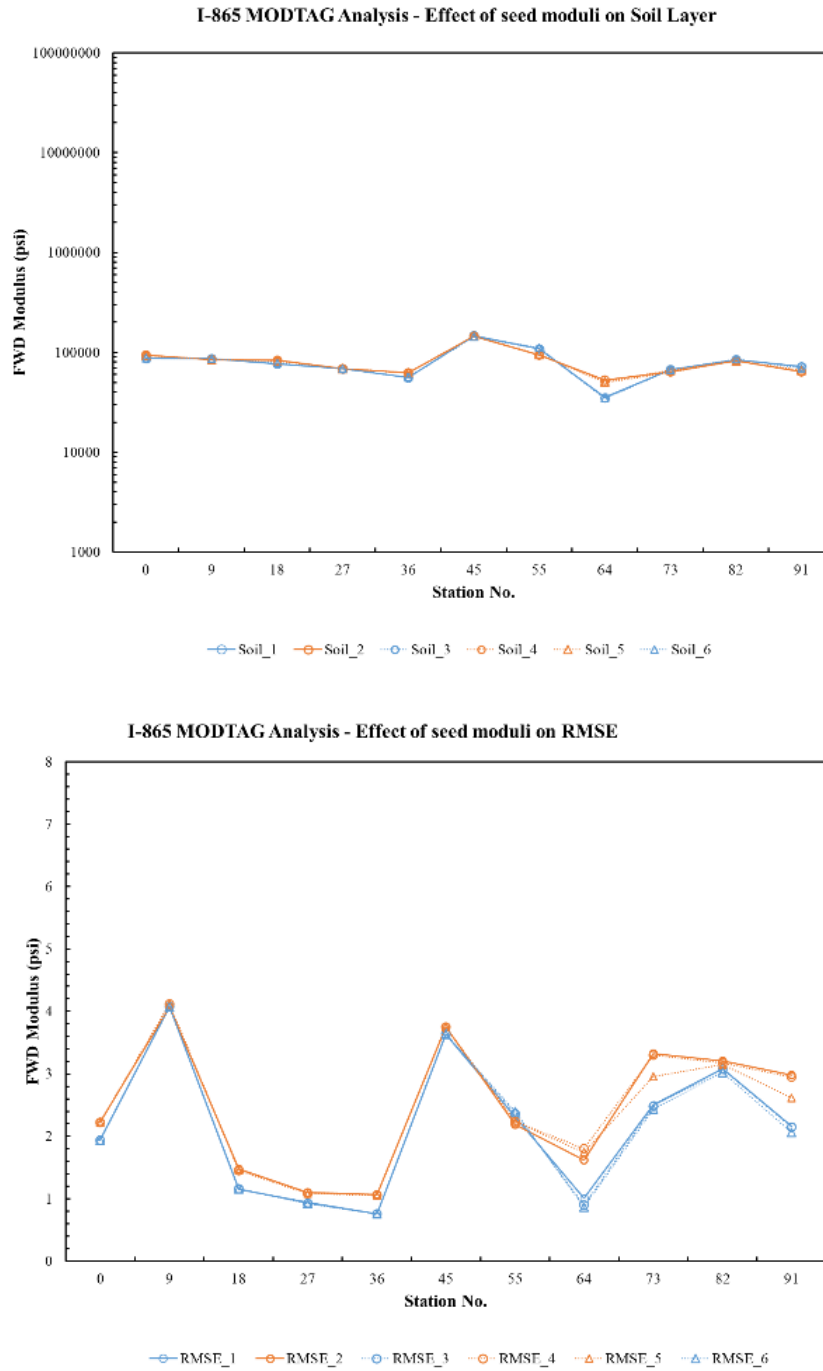 I-865 MODTAG Analysis - Effect of seed moduli on Soil Layer
100000000
10000000
1000000
100000
10000
1000
FWD Modulus (psi)
0 9 18 27 36 45 55 64 73 82 91
Station No.
Soil_1 Soil_2 Soil_3 Soil_4 Soil_5 Soil_6
I-865 MODTAG Analysis - Effect of seed moduli on RMSE
8
7
6
5
4
3
2
1
0
FWD Modulus (psi)
0 9 18 27 36 45 55 64 73 82 91
Station No.
RMSE_1 RMSE_2 RMSE_3 RMSE_4 RMSE_5 RMSE_6